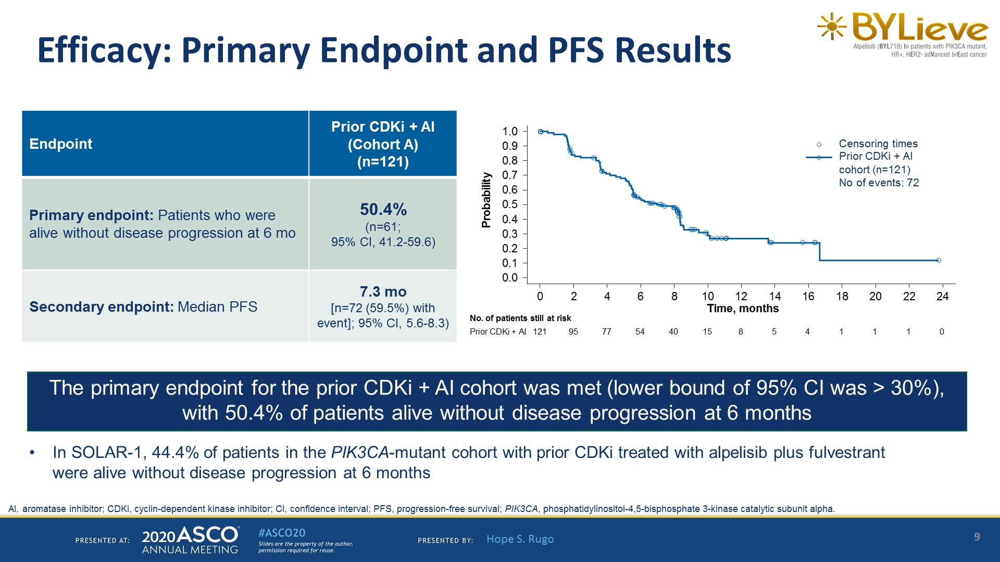 Efficacy: Primary Endpoint and PFS Results
BYLieve
Alpelisib (BYL719) In patients with PIK3CA mutant,
HR+, HER2- adVanced brEast cancer
Endpoint
Prior CDKi + AI
(Cohort A)
(n=121)
Primary endpoint: Patients who were
alive without disease progression at 6 mo
50.4%
(n=61;
95% CI, 41.2-59.6)
Secondary endpoint: Median PFS
7.3 mo
[n=72 (59.5%) with
event]; 95% CI, 5.6-8.3)
Probability
1.0
0.9
0.8
0.7
0.6
0.5
0.4
0.3
0.2
0.1
0.0
Censoring times
Prior CDKi + AI
cohort (n=121)
No of events: 72
0 2 4 6 8 10 12 14 16 18 20 22 24
Time, months
No. of patients still at risk
Prior CDKi + AI 121 95 77 54 40 15 8 5 4 1 1 1 0
The primary endpoint for the prior CDKi + AI cohort was met (lower bound of 95% CI was > 30%),
with 50.4% of patients alive without disease progression at 6 months
• In SOLAR-1, 44.4% of patients in the PIK3CA-mutant cohort with prior CDKi treated with alpelisib plus fulvestrant
were alive without disease progression at 6 months
AI, aromatase inhibitor; CDKi, cyclin-dependent kinase inhibitor; CI, confidence interval; PFS, progression-free survival; PIK3CA, phosphatidylinositol-4,5-bisphosphate 3-kinase catalytic subunit alpha.
PRESENTED AT:
2020 ASCO
ANNUAL MEETING
#ASCO20
Slides are the property of the author,
permission required for reuse.
PRESENTED BY:
Hope S. Rugo
9